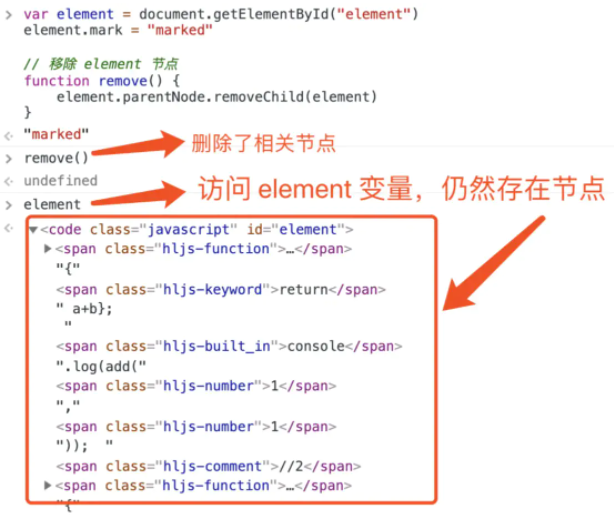 var element = document.getElementById("element")
element.mark = "marked"
// 移除 element 节点
function remove() {
element.parentNode.removeChild(element)
}
"marked"
remove()
删除了相关节点
undefined
element
访问 element 变量，仍然存在节点
<code class="javascript" id="element">
<span class="hljs-function">…</span>
"{"
<span class="hljs-keyword">return</span>
" a+b};
"
<span class="hljs-built_in">console</span>
".log(add("
<span class="hljs-number">1</span>
","
<span class="hljs-number">1</span>
"));  "
<span class="hljs-comment">//2</span>
<span class="hljs-function">…</span>
"{"